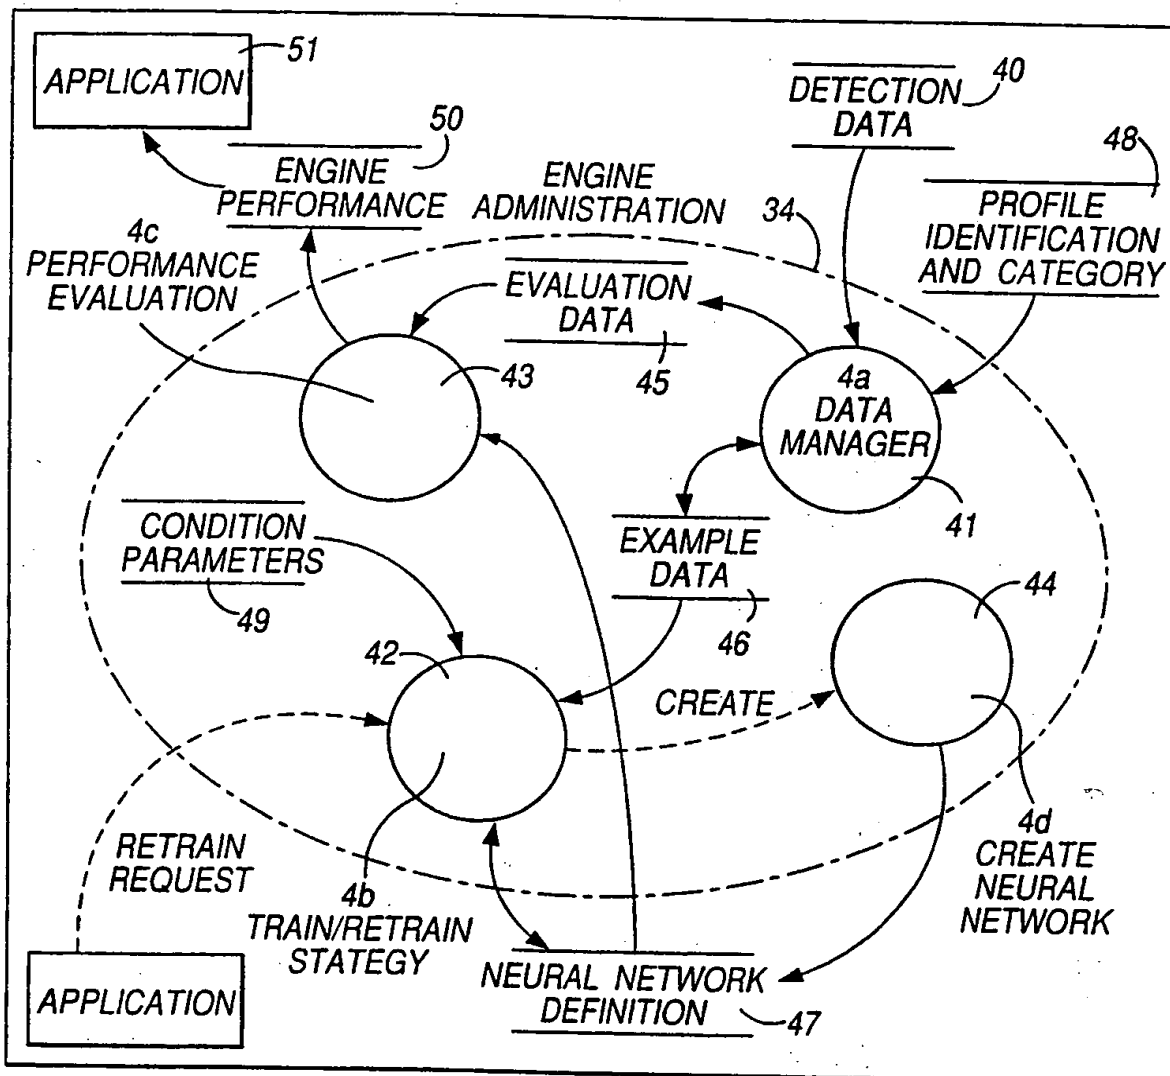 51
APPLICATION
40
DETECTION
DATA
50
48
ENGINE
PERFORMANCE
ENGINE
ADMINISTRATION
34
PROFILE
IDENTIFICATION
AND CATEGORY
4c
PERFORMANCE
EVALUATION
EVALUATION
DATA
45
43
4a
DATA
MANAGER
41
CONDITION
PARAMETERS
49
EXAMPLE
DATA
46
44
42
CREATE
RETRAIN
REQUEST
4b
TRAIN/RETRAIN
STATEGY
4d
CREATE
NEURAL
NETWORK
APPLICATION
NEURAL NETWORK
DEFINITION
47